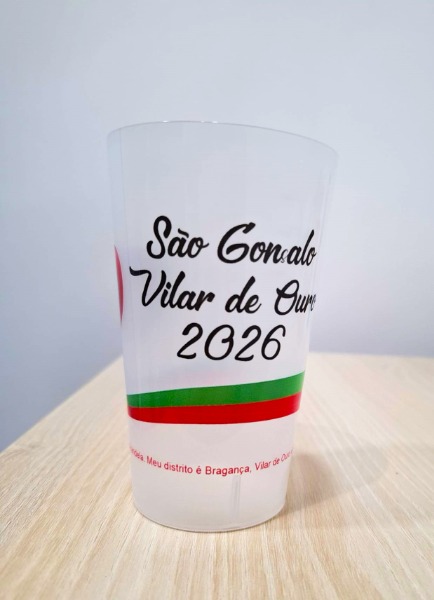 São Gonçalo
Vilar de Ouro
2026
Meu distrito é Bragança, Vilar de Ouro